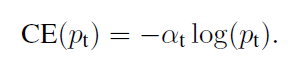 CE(pₜ) = −αₜ log(pₜ).